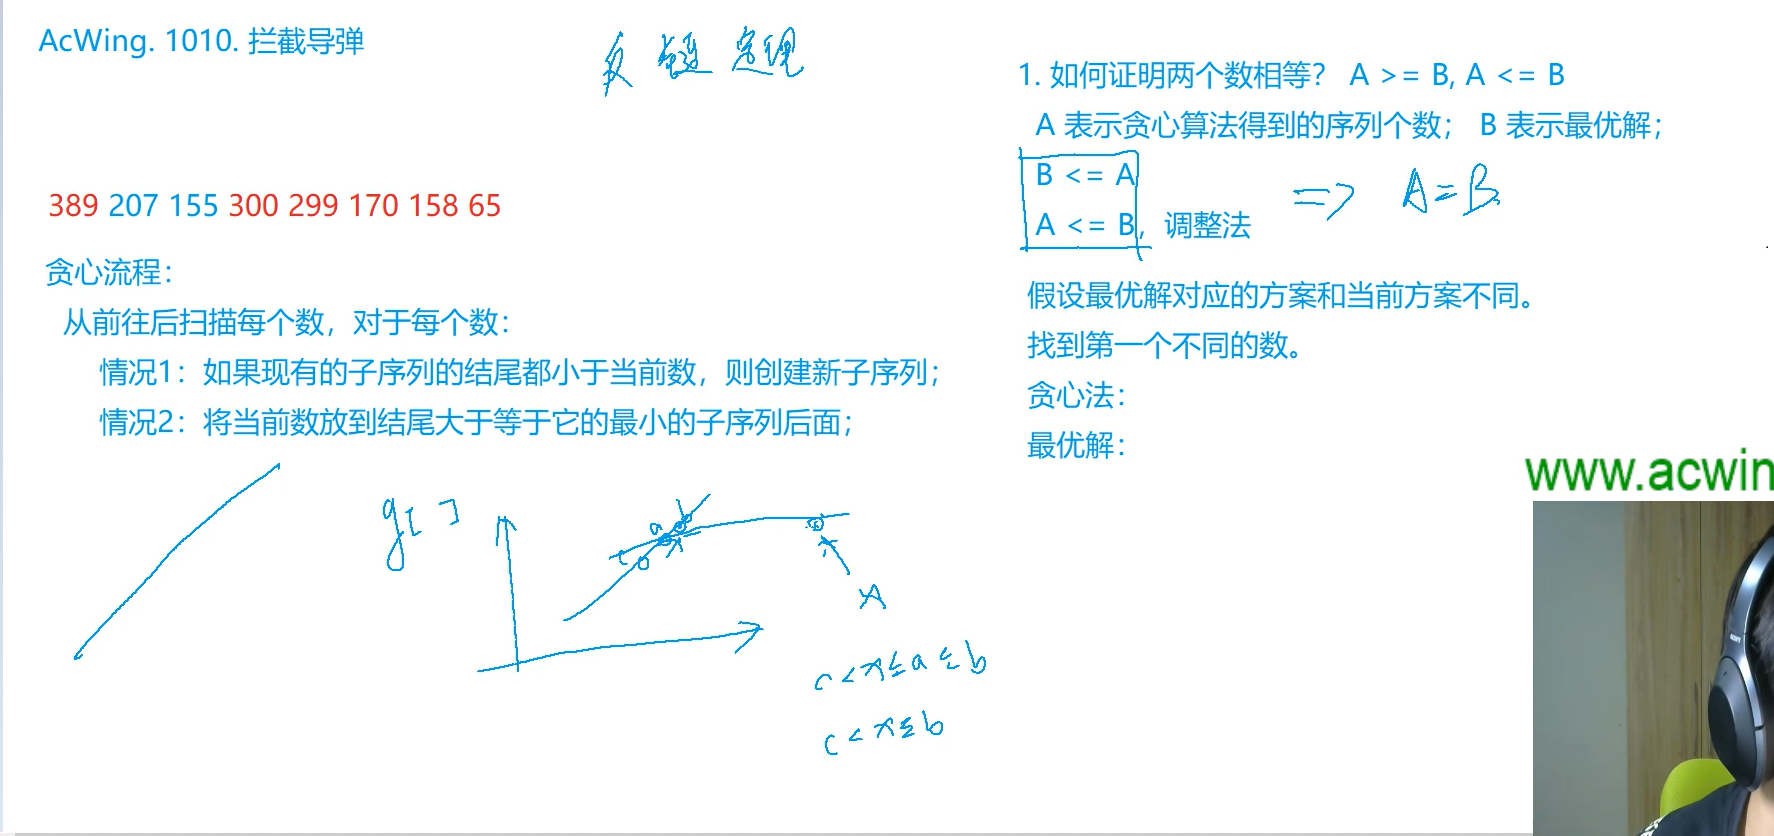 AcWing. 1010. 拦截导弹
反链定理
389 207 155 300 299 170 158 65
贪心流程：
从前往后扫描每个数，对于每个数：
情况1：如果现有的子序列的结尾都小于当前数，则创建新子序列；
情况2：将当前数放到结尾大于等于它的最小的子序列后面；
g[ ]
c
a
b
x
x
c < x ≤ a ≤ b
c < x ≤ b
1. 如何证明两个数相等？ A >= B, A <= B
A 表示贪心算法得到的序列个数； B 表示最优解；
B <= A
A <= B，调整法
=> A=B
假设最优解对应的方案和当前方案不同。
找到第一个不同的数。
贪心法：
最优解：
www.acwin
SONY